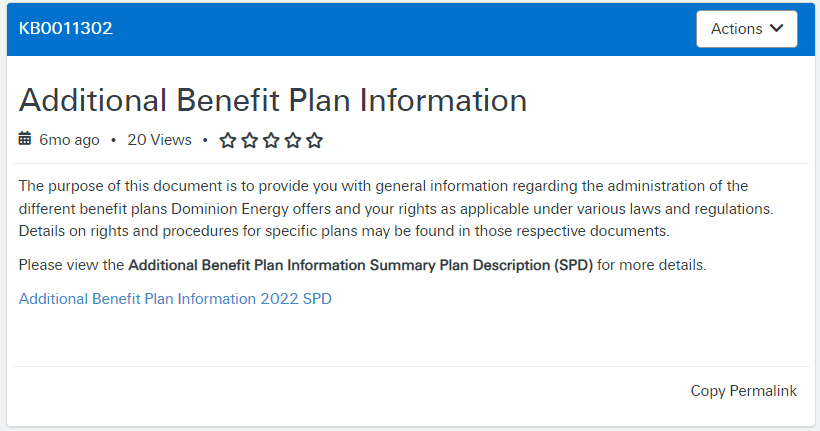 KB0011302
Actions
Additional Benefit Plan Information
6mo ago • 20 Views •
The purpose of this document is to provide you with general information regarding the administration of the
different benefit plans Dominion Energy offers and your rights as applicable under various laws and regulations.
Details on rights and procedures for specific plans may be found in those respective documents.
Please view the Additional Benefit Plan Information Summary Plan Description (SPD) for more details.
Additional Benefit Plan Information 2022 SPD
Copy Permalink